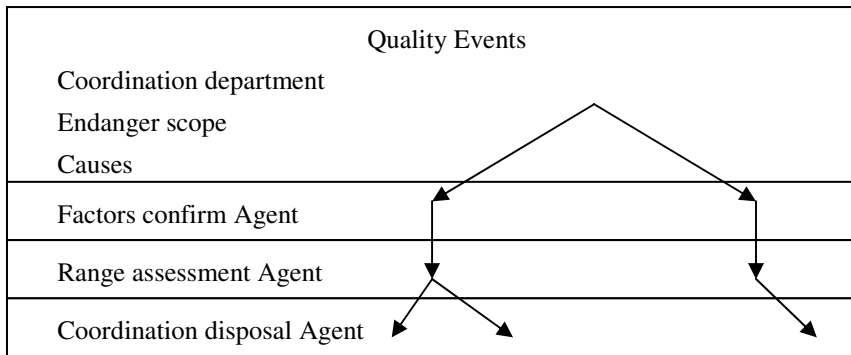 Quality Events
Coordination department
Endanger scope
Causes
Factors confirm Agent
Range assessment Agent
Coordination disposal Agent